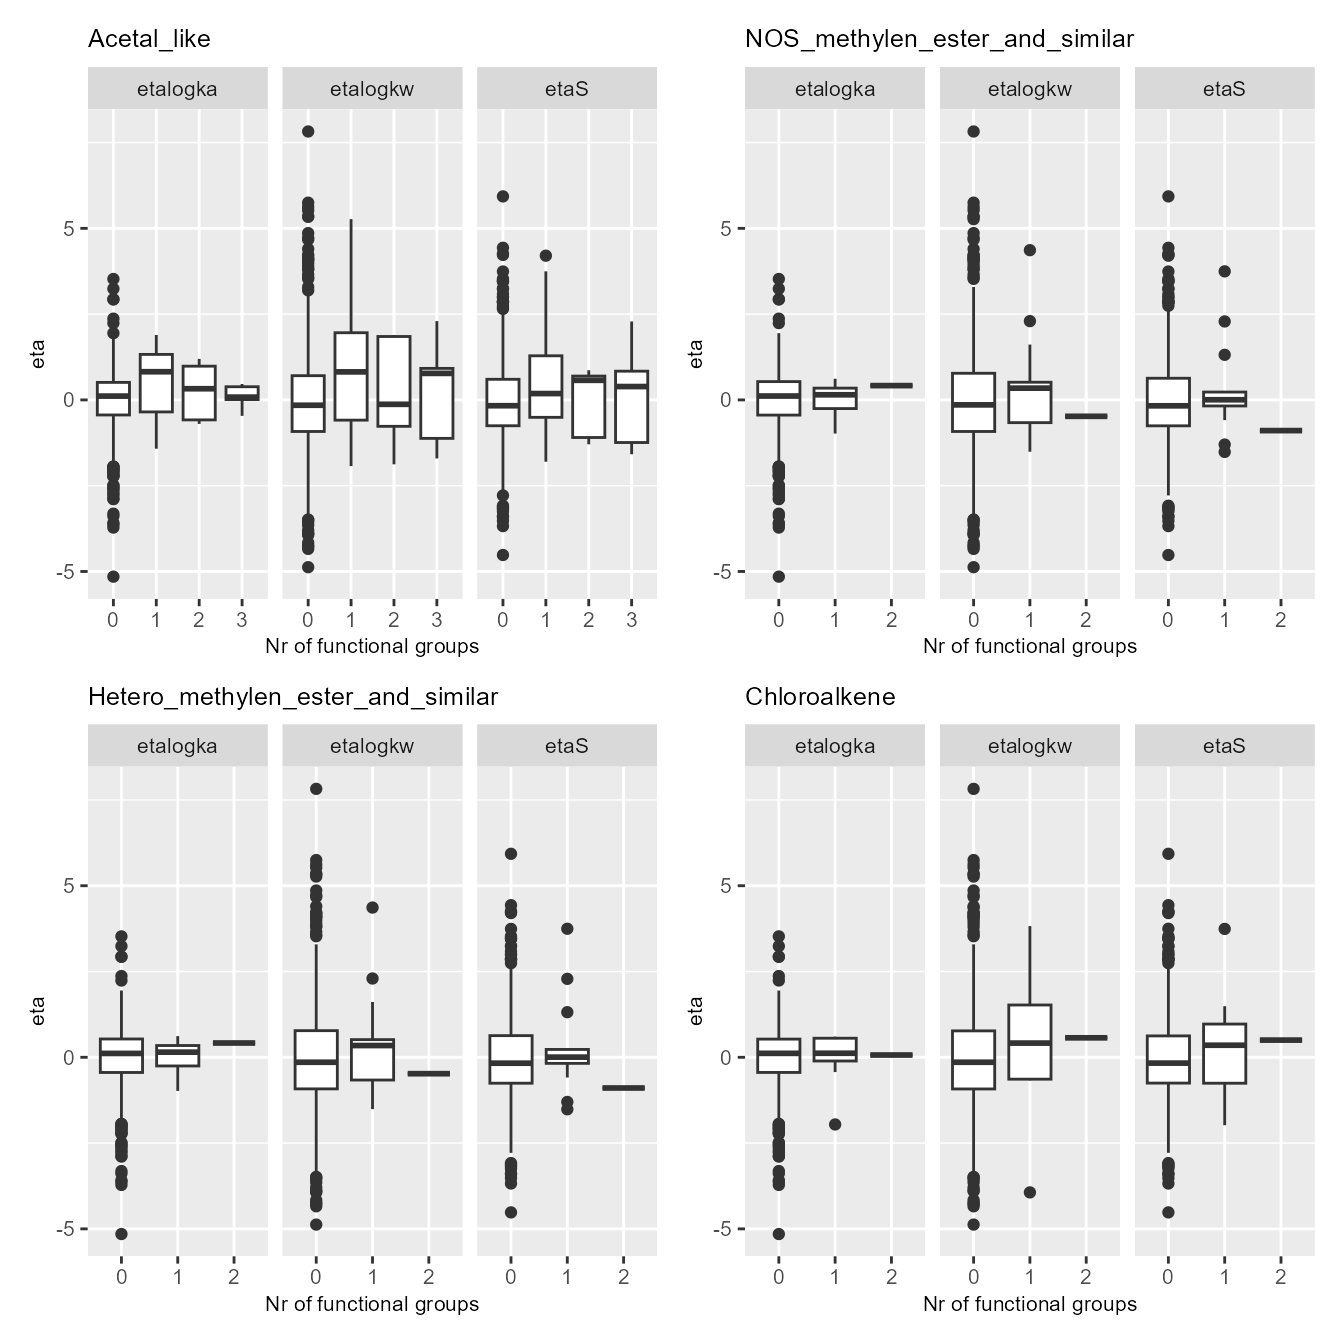 Acetal_like
etalogka etalogkw etaS
eta
5
0
-5
0 1 2 3 0 1 2 3 0 1 2 3
Nr of functional groups
NOS_methylen_ester_and_similar
etalogka etalogkw etaS
eta
5
0
-5
0 1 2 0 1 2 0 1 2
Nr of functional groups
Hetero_methylen_ester_and_similar
etalogka etalogkw etaS
eta
5
0
-5
0 1 2 0 1 2 0 1 2
Nr of functional groups
Chloroalkene
etalogka etalogkw etaS
eta
5
0
-5
0 1 2 0 1 2 0 1 2
Nr of functional groups